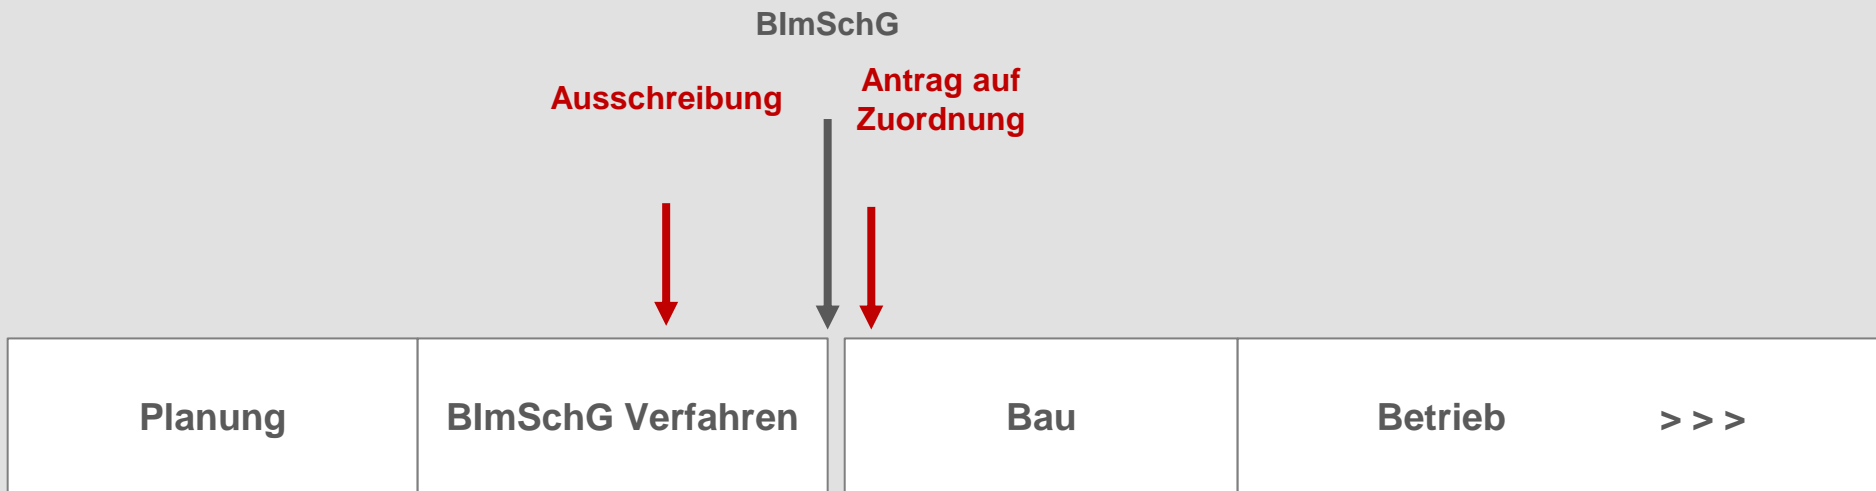 BImSchG
Ausschreibung
Antrag auf
Zuordnung
Planung
BImSchG Verfahren
Bau
Betrieb > > >